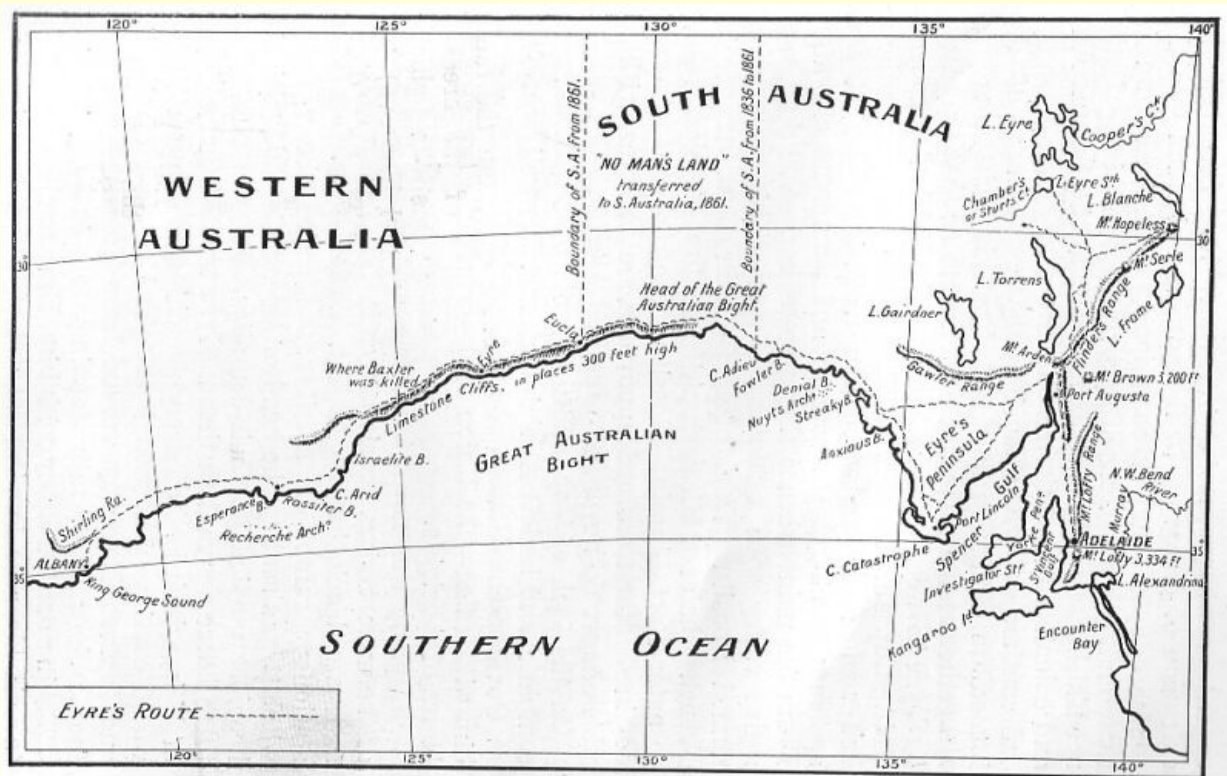 120°
125°
130°
135°
140°
WESTERN
AUSTRALIA
Boundary of S.A. from 1861.
SOUTH AUSTRALIA
"NO MAN'S LAND"
transferred
to S. Australia, 1861.
Boundary of S.A. from 1836 to 1861
L. Eyre
Cooper's Ck
Chamber's
or Sturts Ck
L. Eyre Sth
L. Blanche
Mt. Hopeless
30°
30°
Mt. Serle
L. Torrens
Flinders Range
L. Frome
L. Gairdner
Head of the Great
Australian Bight.
Eucla
Eyre
Where Baxter
was killed
Limestone Cliffs. in places 300 feet high
C. Adieu
Fowler B.
Denial B.
Nuyts Arch.
Streaky B.
Anxious B.
Gawler Range
Mt. Arden
Mt. Brown 3,200 Ft
Port Augusta
GREAT AUSTRALIAN
BIGHT
Eyre's
Peninsula
Israelite B.
C. Arid
Rossiter B.
Esperance B.
Recherche Archo
Shirling Ra.
ALBANY
King George Sound
35°
35°
Mt Lofty Range
N.W. Bend
Murray River
Spencer Gulf
Port Lincoln
Yorke Pen.
St Vincent
Gulf
ADELAIDE
Mt. Lofty 3,334 Ft
C. Catastrophe
Investigator Str.
Kangaroo Id.
L. Alexandrina
Encounter
Bay
SOUTHERN OCEAN
EYRE'S ROUTE
120°
125°
130°
135°
140°